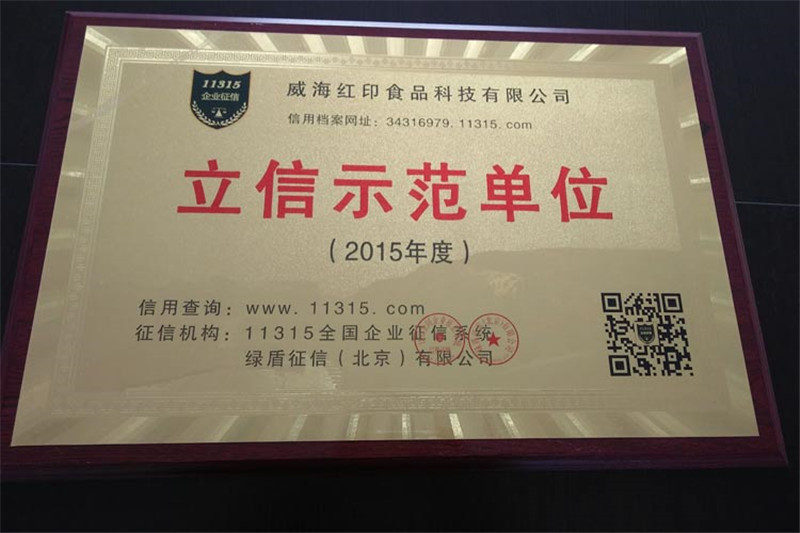 11315
企业征信
威海红印食品科技有限公司
信用档案网址：34316979.11315.com
立信示范单位
（2015年度）
信用查询：www.11315.com
征信机构：11315全国企业征信系统
绿盾征信（北京）有限公司